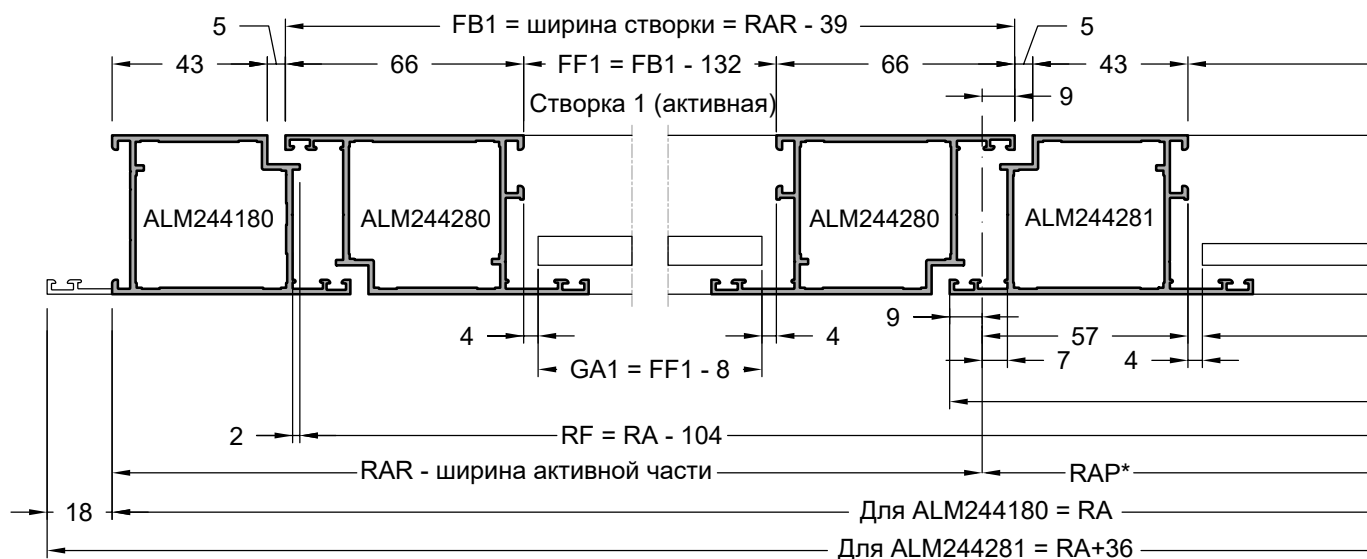 5 FB1 = ширина створки = RAR - 39 5
43 66 FF1 = FB1 - 132 66 43
Створка 1 (активная) 9
ALM244180 ALM244280 ALM244280 ALM244281
9
4 4 57
GA1 = FF1 - 8 7 4
2 RF = RA - 104
RAR - ширина активной части RAP*
18 Для ALM244180 = RA
Для ALM244281 = RA+36